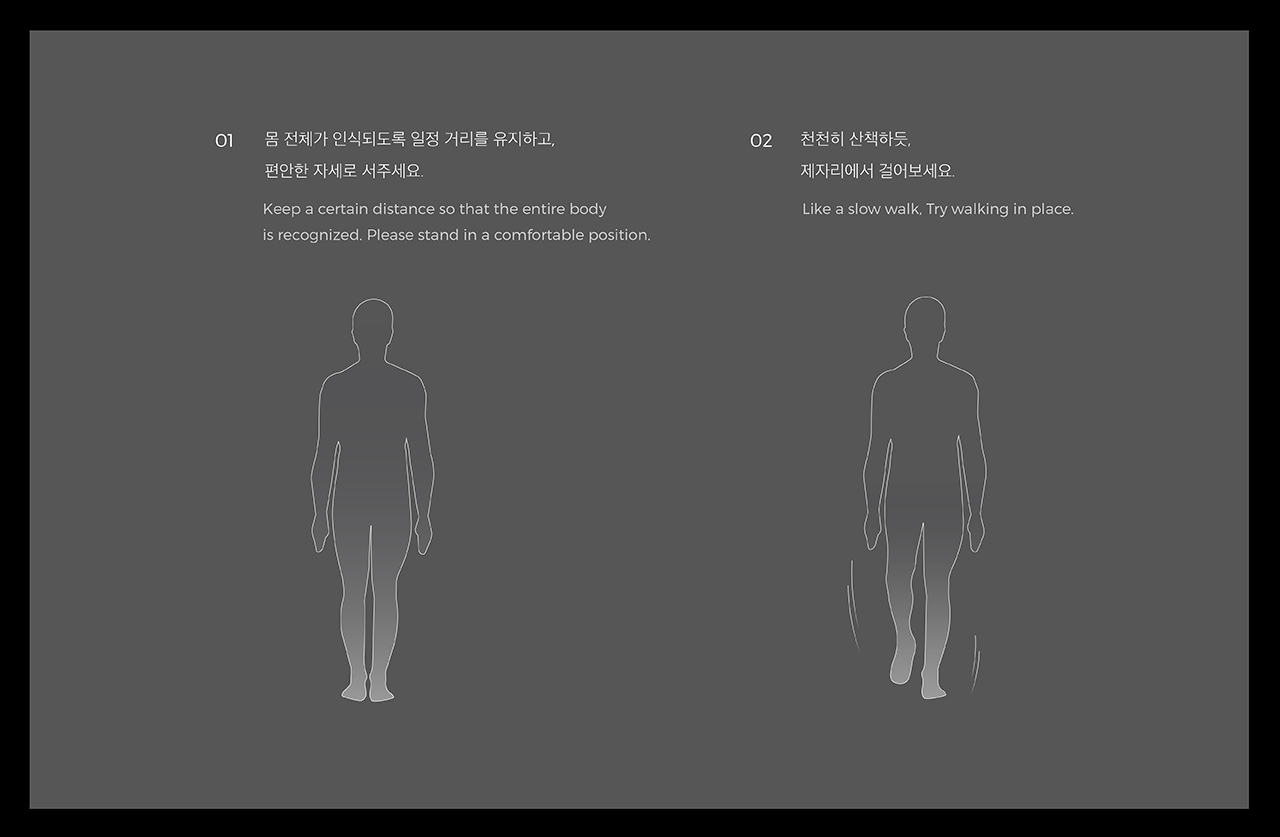 01
몸 전체가 인식되도록 일정 거리를 유지하고,
편안한 자세로 서주세요.
Keep a certain distance so that the entire body
is recognized. Please stand in a comfortable position.
02
천천히 산책하듯,
제자리에서 걸어보세요.
Like a slow walk, Try walking in place.